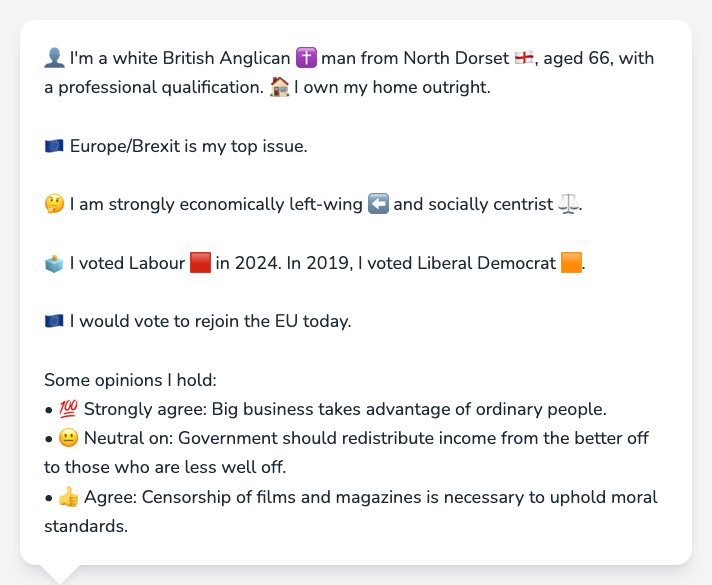 👤 I'm a white British Anglican ✝️ man from North Dorset 🏴󠁧󠁢󠁥󠁮󠁧󠁿, aged 66, with
a professional qualification. 🏠 I own my home outright.
🇪🇺 Europe/Brexit is my top issue.
🤔 I am strongly economically left-wing ⬅️ and socially centrist ⚖️.
🗳️ I voted Labour 🟥 in 2024. In 2019, I voted Liberal Democrat 🟧.
🇪🇺 I would vote to rejoin the EU today.
Some opinions I hold:
• 💯 Strongly agree: Big business takes advantage of ordinary people.
• 😐 Neutral on: Government should redistribute income from the better off
to those who are less well off.
• 👍 Agree: Censorship of films and magazines is necessary to uphold moral
standards.